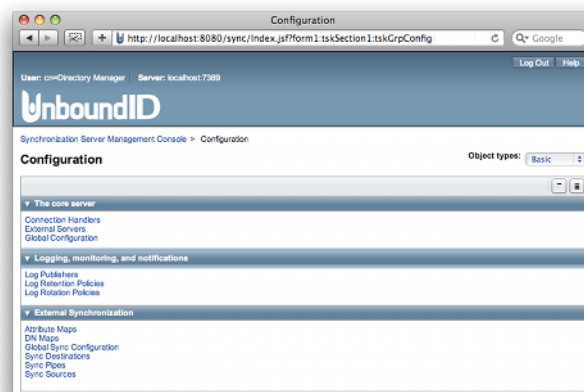 Configuration
http://localhost:8080/sync/Index.jsf?form1:tskSection1:tskGrpConfig
Google
Log Out Help
User: cn=Directory Manager Server: localhost:7389
UnboundID
Synchronization Server Management Console > Configuration
Configuration
Object types: Basic
The core server
Connection Handlers
External Servers
Global Configuration
Logging, monitoring, and notifications
Log Publishers
Log Retention Policies
Log Rotation Policies
External Synchronization
Attribute Maps
DN Maps
Global Sync Configuration
Sync Destinations
Sync Pipes
Sync Sources